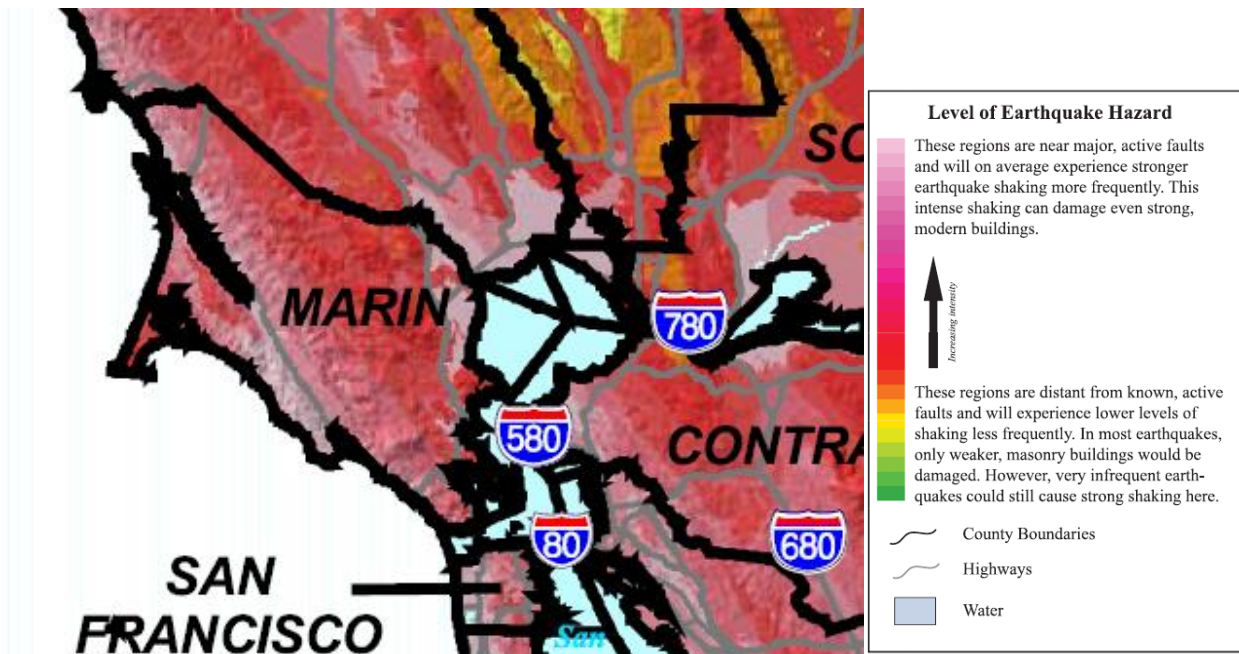 SO
MARIN
780
580
CONTRA
80
680
SAN
FRANCISCO
San
Level of Earthquake Hazard
These regions are near major, active faults
and will on average experience stronger
earthquake shaking more frequently. This
intense shaking can damage even strong,
modern buildings.
Increasing intensity
These regions are distant from known, active
faults and will experience lower levels of
shaking less frequently. In most earthquakes,
only weaker, masonry buildings would be
damaged. However, very infrequent earth-
quakes could still cause strong shaking here.
County Boundaries
Highways
Water